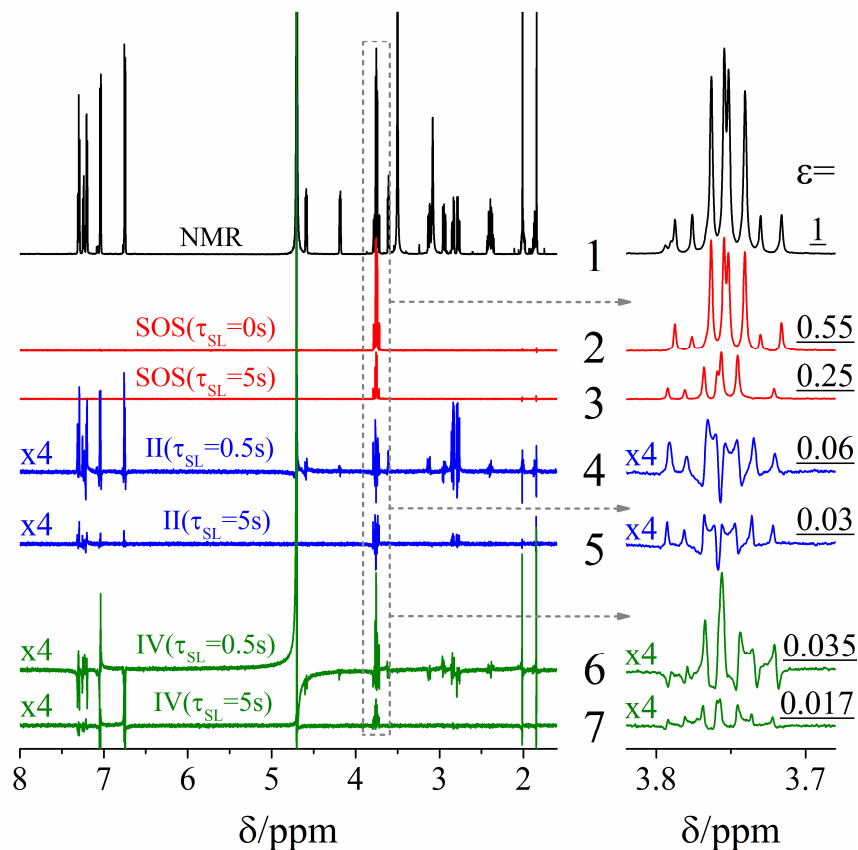 ε=
NMR
1
1
SOS(τSL=0s)
2
0.55
SOS(τSL=5s)
3
0.25
x4
II(τSL=0.5s)
4
x4
0.06
x4
II(τSL=5s)
5
x4
0.03
x4
IV(τSL=0.5s)
6
x4
0.035
x4
IV(τSL=5s)
7
x4
0.017
8 7 6 5 4 3 2
3.8 3.7
δ/ppm
δ/ppm